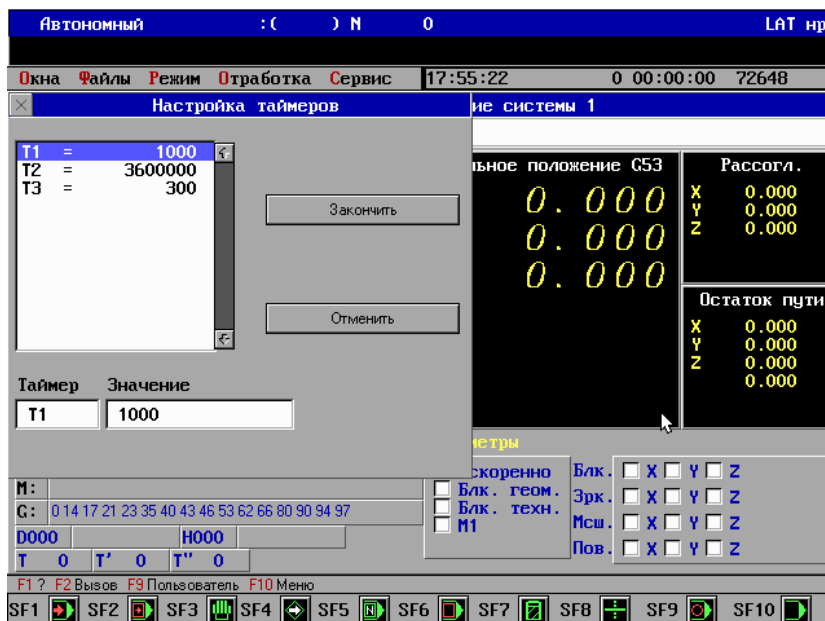 Автономный :( ) N 0 LAT нр
Окна Файлы Режим Отработка Сервис 17:55:22 0 00:00:00 72648
Настройка таймеров ие системы 1
T1 = 1000
T2 = 3600000
T3 = 300
Закончить
Отменить
Таймер Значение
T1 1000
ьное положение G53
0.000
0.000
0.000
Рассогл.
X 0.000
Y 0.000
Z 0.000
Остаток пути
X 0.000
Y 0.000
Z 0.000
0.000
етры
скоренно
Блк. геом.
Блк. техн.
M1
Блк. X Y Z
Зрк. X Y Z
Мсш. X Y Z
Пов. X Y Z
M:
G: 0 14 17 21 23 35 40 43 46 53 62 66 80 90 94 97
D000 H000
T 0 T' 0 T" 0
F1 ? F2 Вызов F9 Пользователь F10 Меню
SF1 SF2 SF3 SF4 SF5 N SF6 SF7 SF8 SF9 SF10